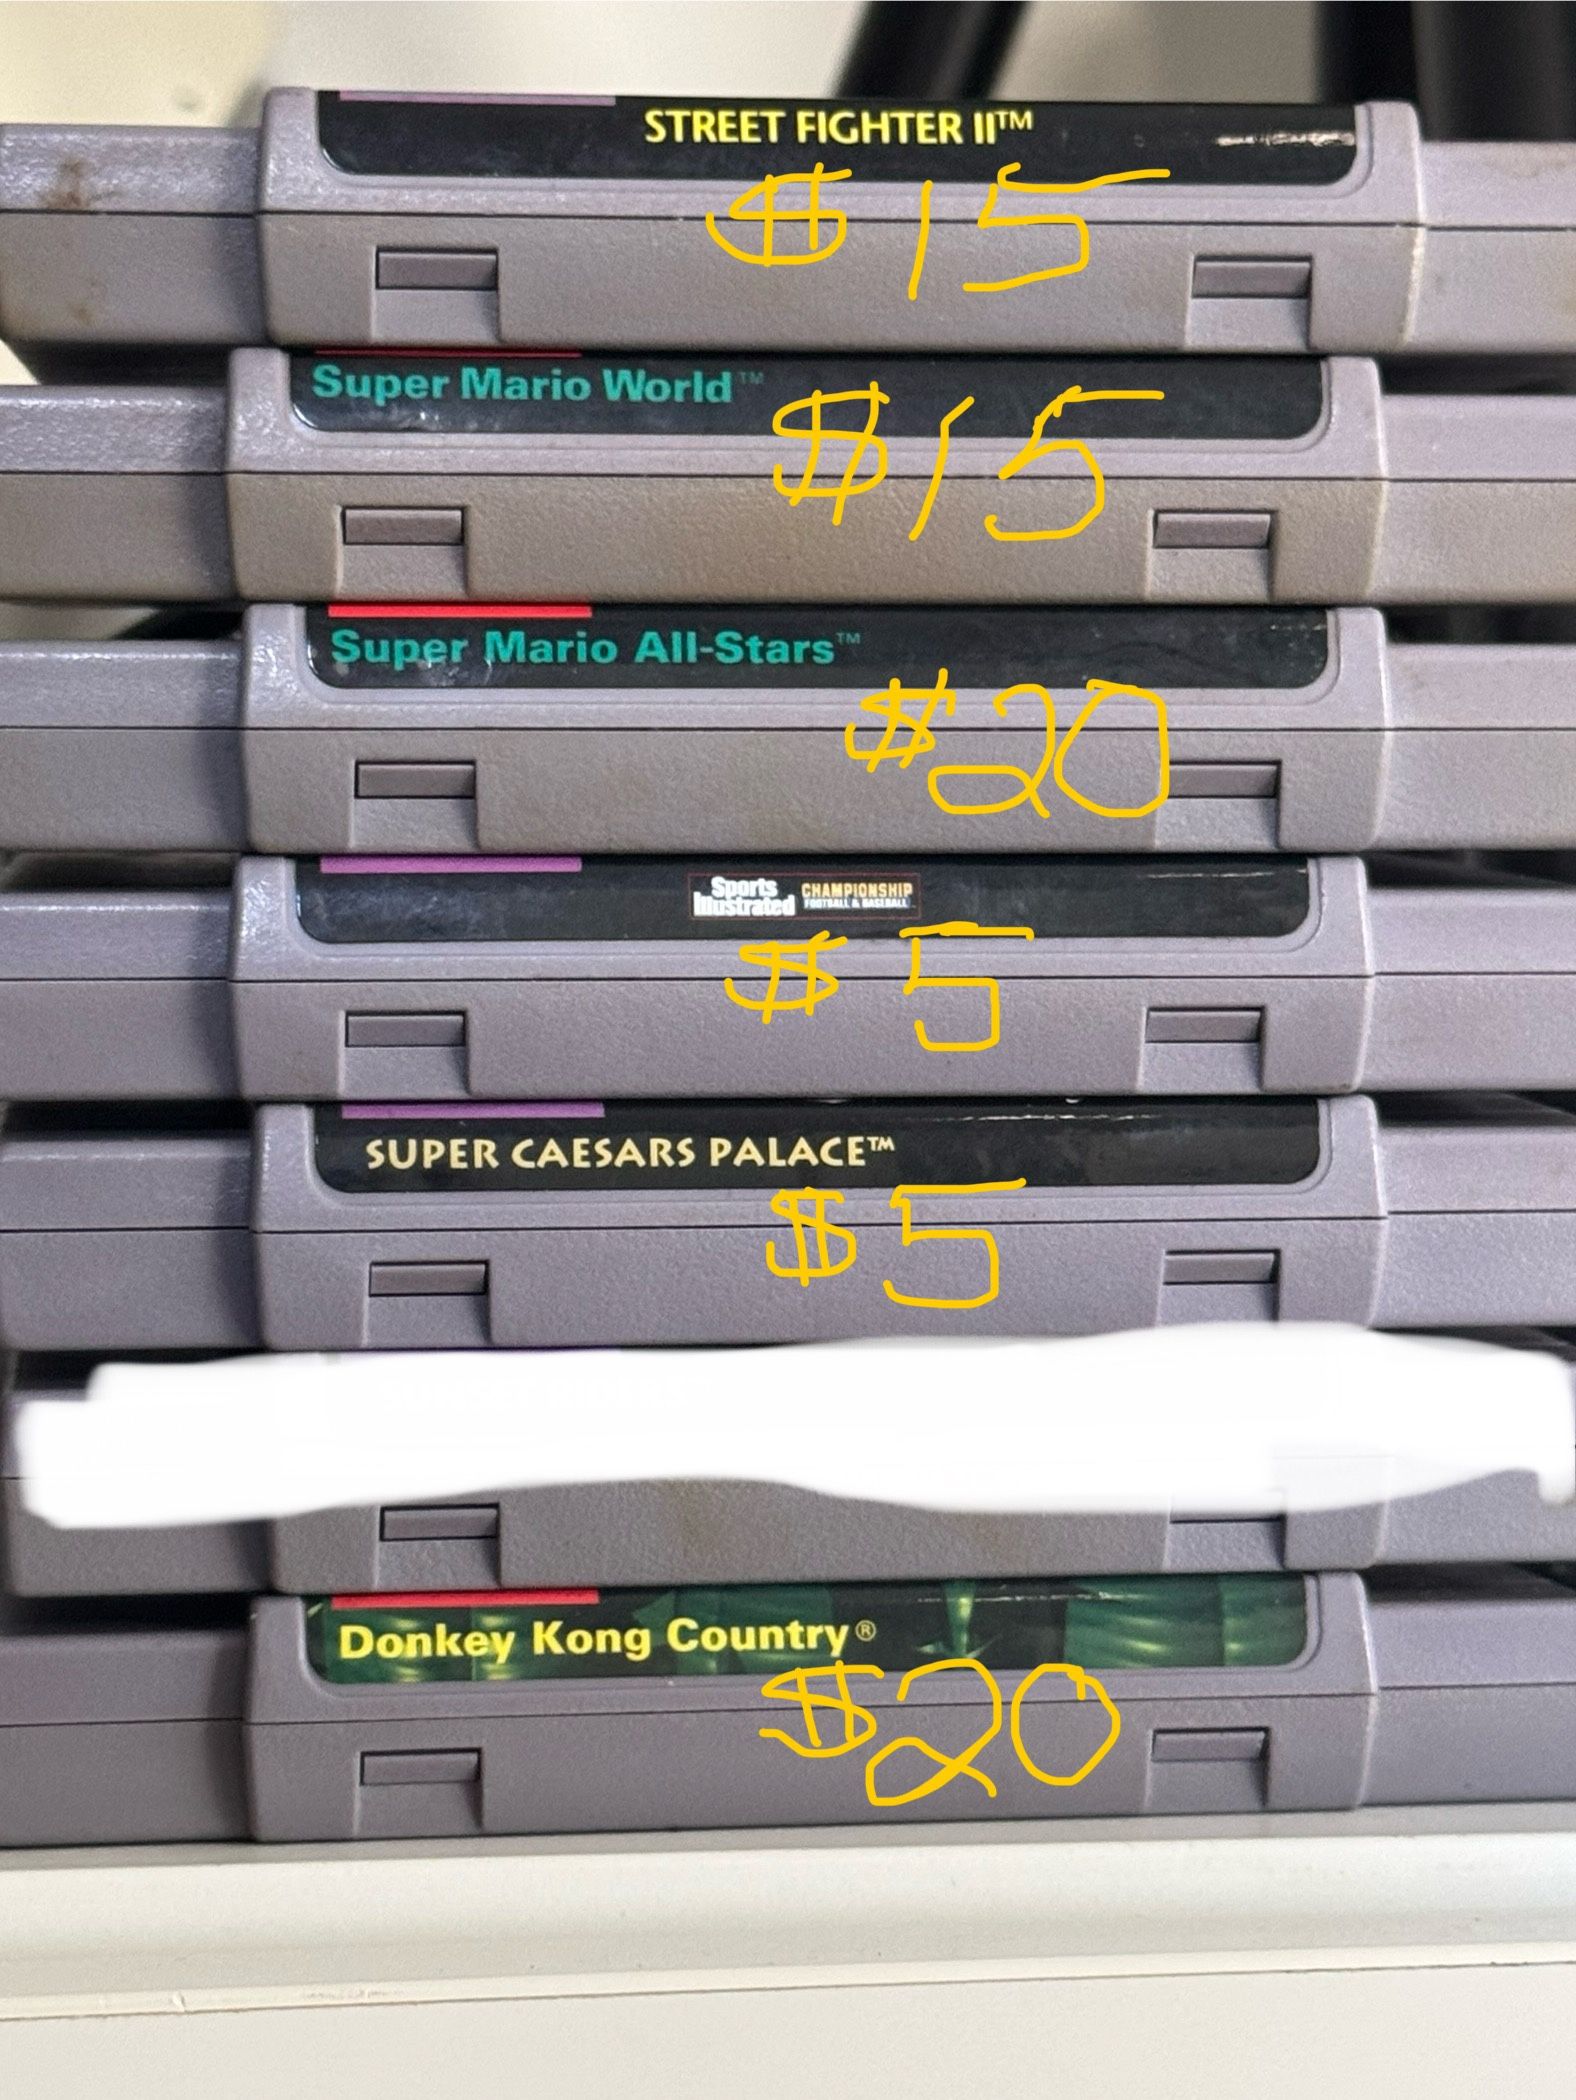 STREET FIGHTER II™
$15
Super Mario World™
$15
Super Mario All-Stars™
$20
Sports Illustrated CHAMPIONSHIP FOOTBALL & BASEBALL
$5
SUPER CAESARS PALACE™
$5
Donkey Kong Country®
$20